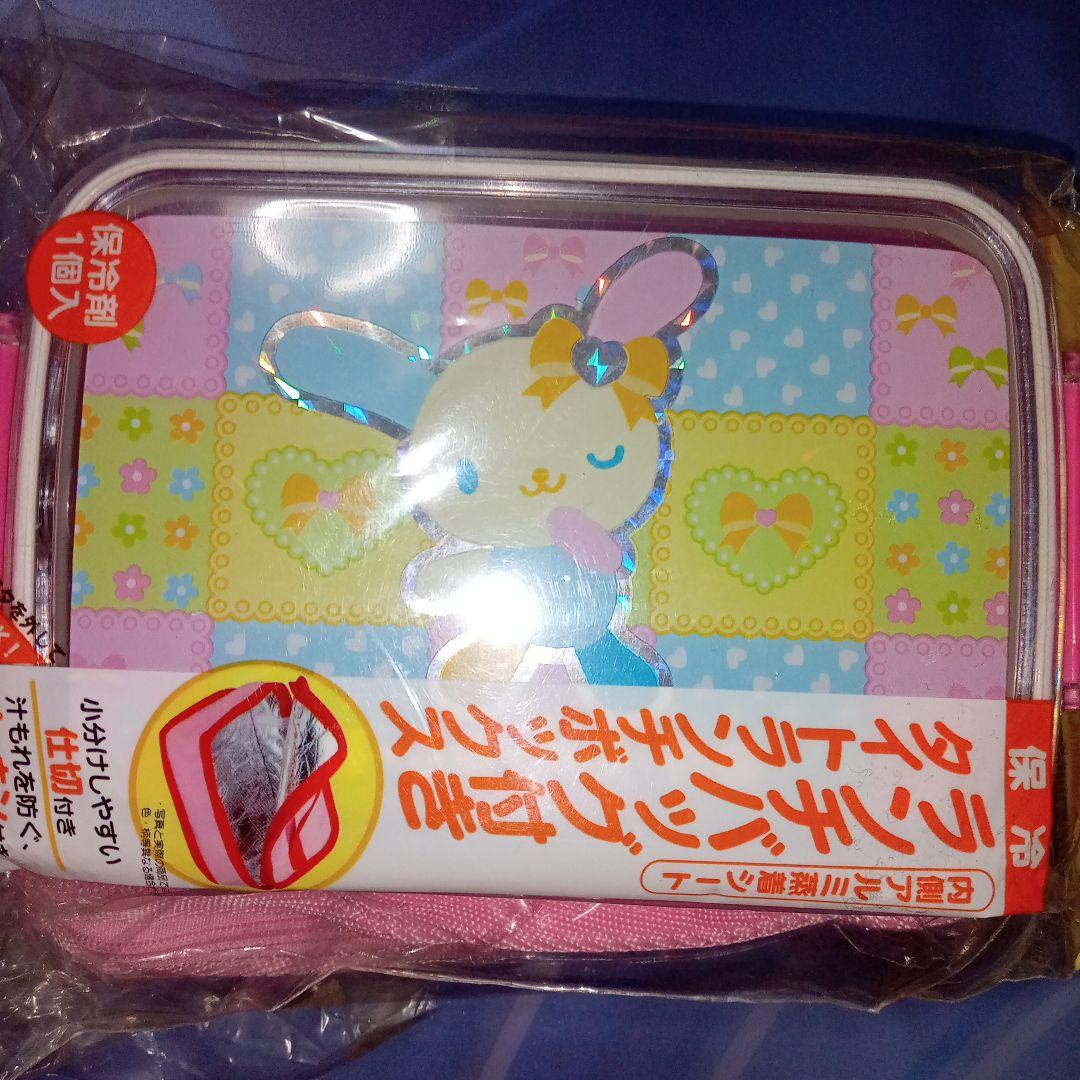 保冷剤
1個入
保冷
内側アルミ蒸着シート
ランチバッグ付き
タイトランチ
ボックス
小分けしやすい
仕切付き
汁もれを防ぐ、